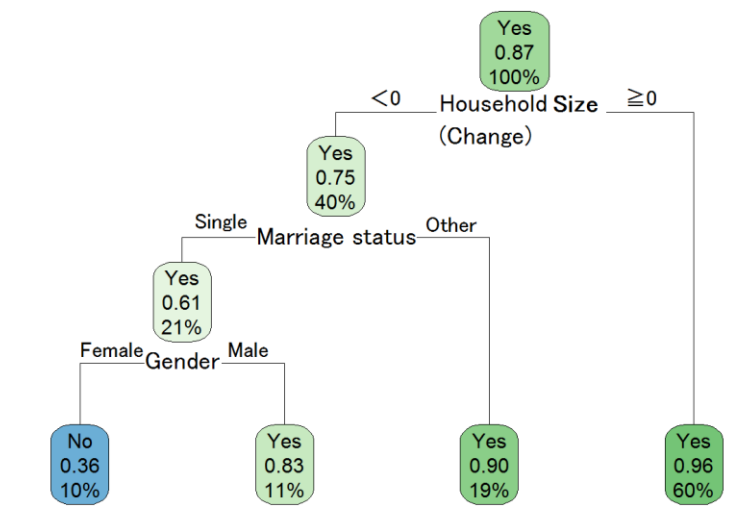 Yes
0.87
100%
<0 Household Size ≧0
(Change)
Yes
0.75
40%
Single Marriage status Other
Yes
0.61
21%
Female Gender Male
No
0.36
10%
Yes
0.83
11%
Yes
0.90
19%
Yes
0.96
60%